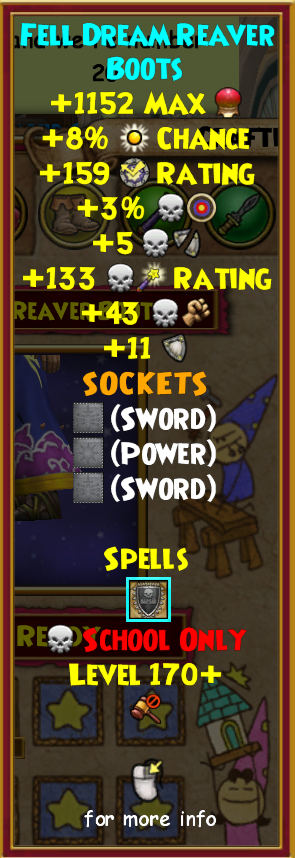 Fell Dream Reaver
Boots
+1152 Max
+8% Chance
+159 Rating
+3%
+5
+133 Rating
+43
+11
Sockets
(Sword)
(Power)
(Sword)
Spells
School Only
Level 170+
for more info